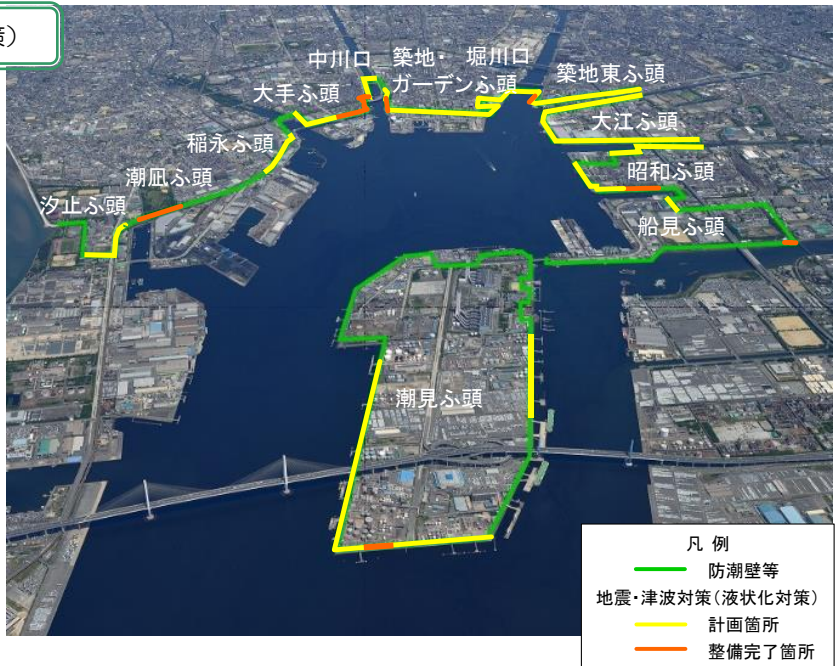 策）
中川口
築地・
ガーデンふ頭
堀川口
築地東ふ頭
大手ふ頭
大江ふ頭
稲永ふ頭
昭和ふ頭
潮凪ふ頭
汐止ふ頭
船見ふ頭
潮見ふ頭
凡 例
防潮壁等
地震・津波対策（液状化対策）
計画箇所
整備完了箇所